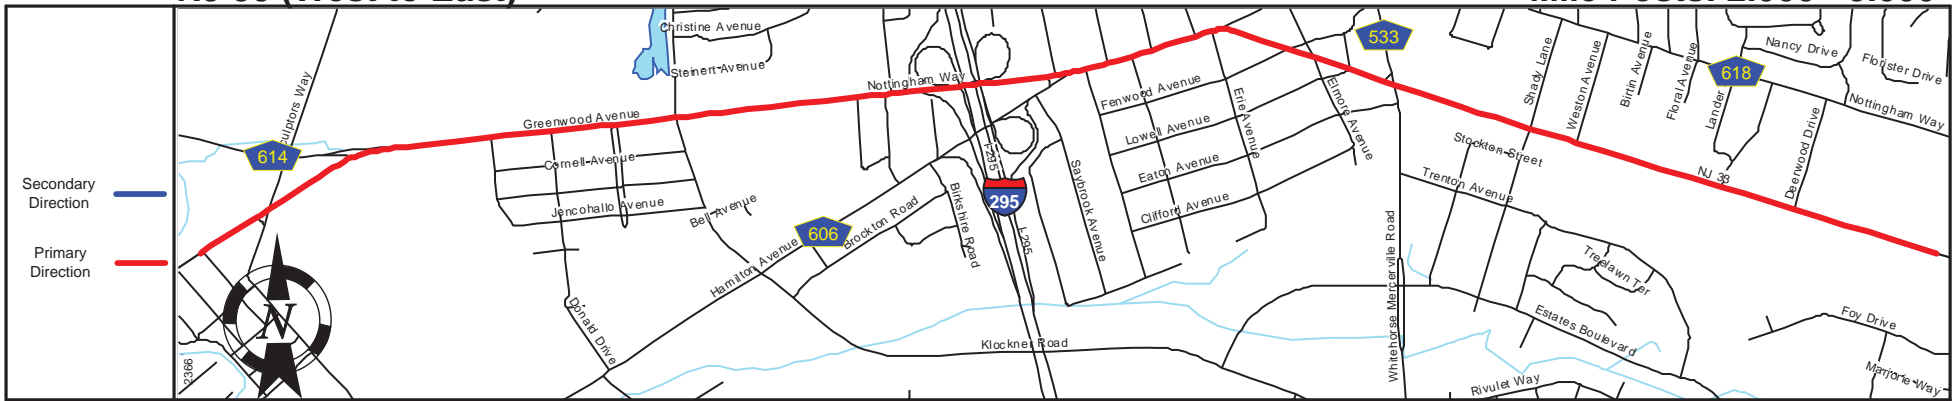 Secondary
Direction
Primary
Direction
614
Greenwood Avenue
Cornell Avenue
Jencohallo Avenue
Bell Avenue
Donald Drive
Christine Avenue
Steinert Avenue
Nottingham Way
606
Hamilton Avenue
Brockton Road
Birkshire Road
I-295
295
I-295
Klockner Road
Saybrook Avenue
Fenwood Avenue
Lowell Avenue
Eaton Avenue
Clifford Avenue
Erie Avenue
Elmore Avenue
533
Whitehorse Mercerville Road
Trenton Avenue
Stockton Street
Shady Lane
Weston Avenue
Birtin Avenue
Floral Avenue
Lander
618
Nancy Drive
Florister Drive
Nottingham Way
Deerwood Drive
NJ 33
Treelawn Ter
Estates Boulevard
Rivulet Way
Foy Drive
Marjorie Way
N
2366